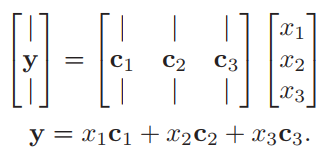 [|
y
|] = [| | |
c₁ c₂ c₃
| | |] [x₁
x₂
x₃]
y = x₁c₁ + x₂c₂ + x₃c₃.